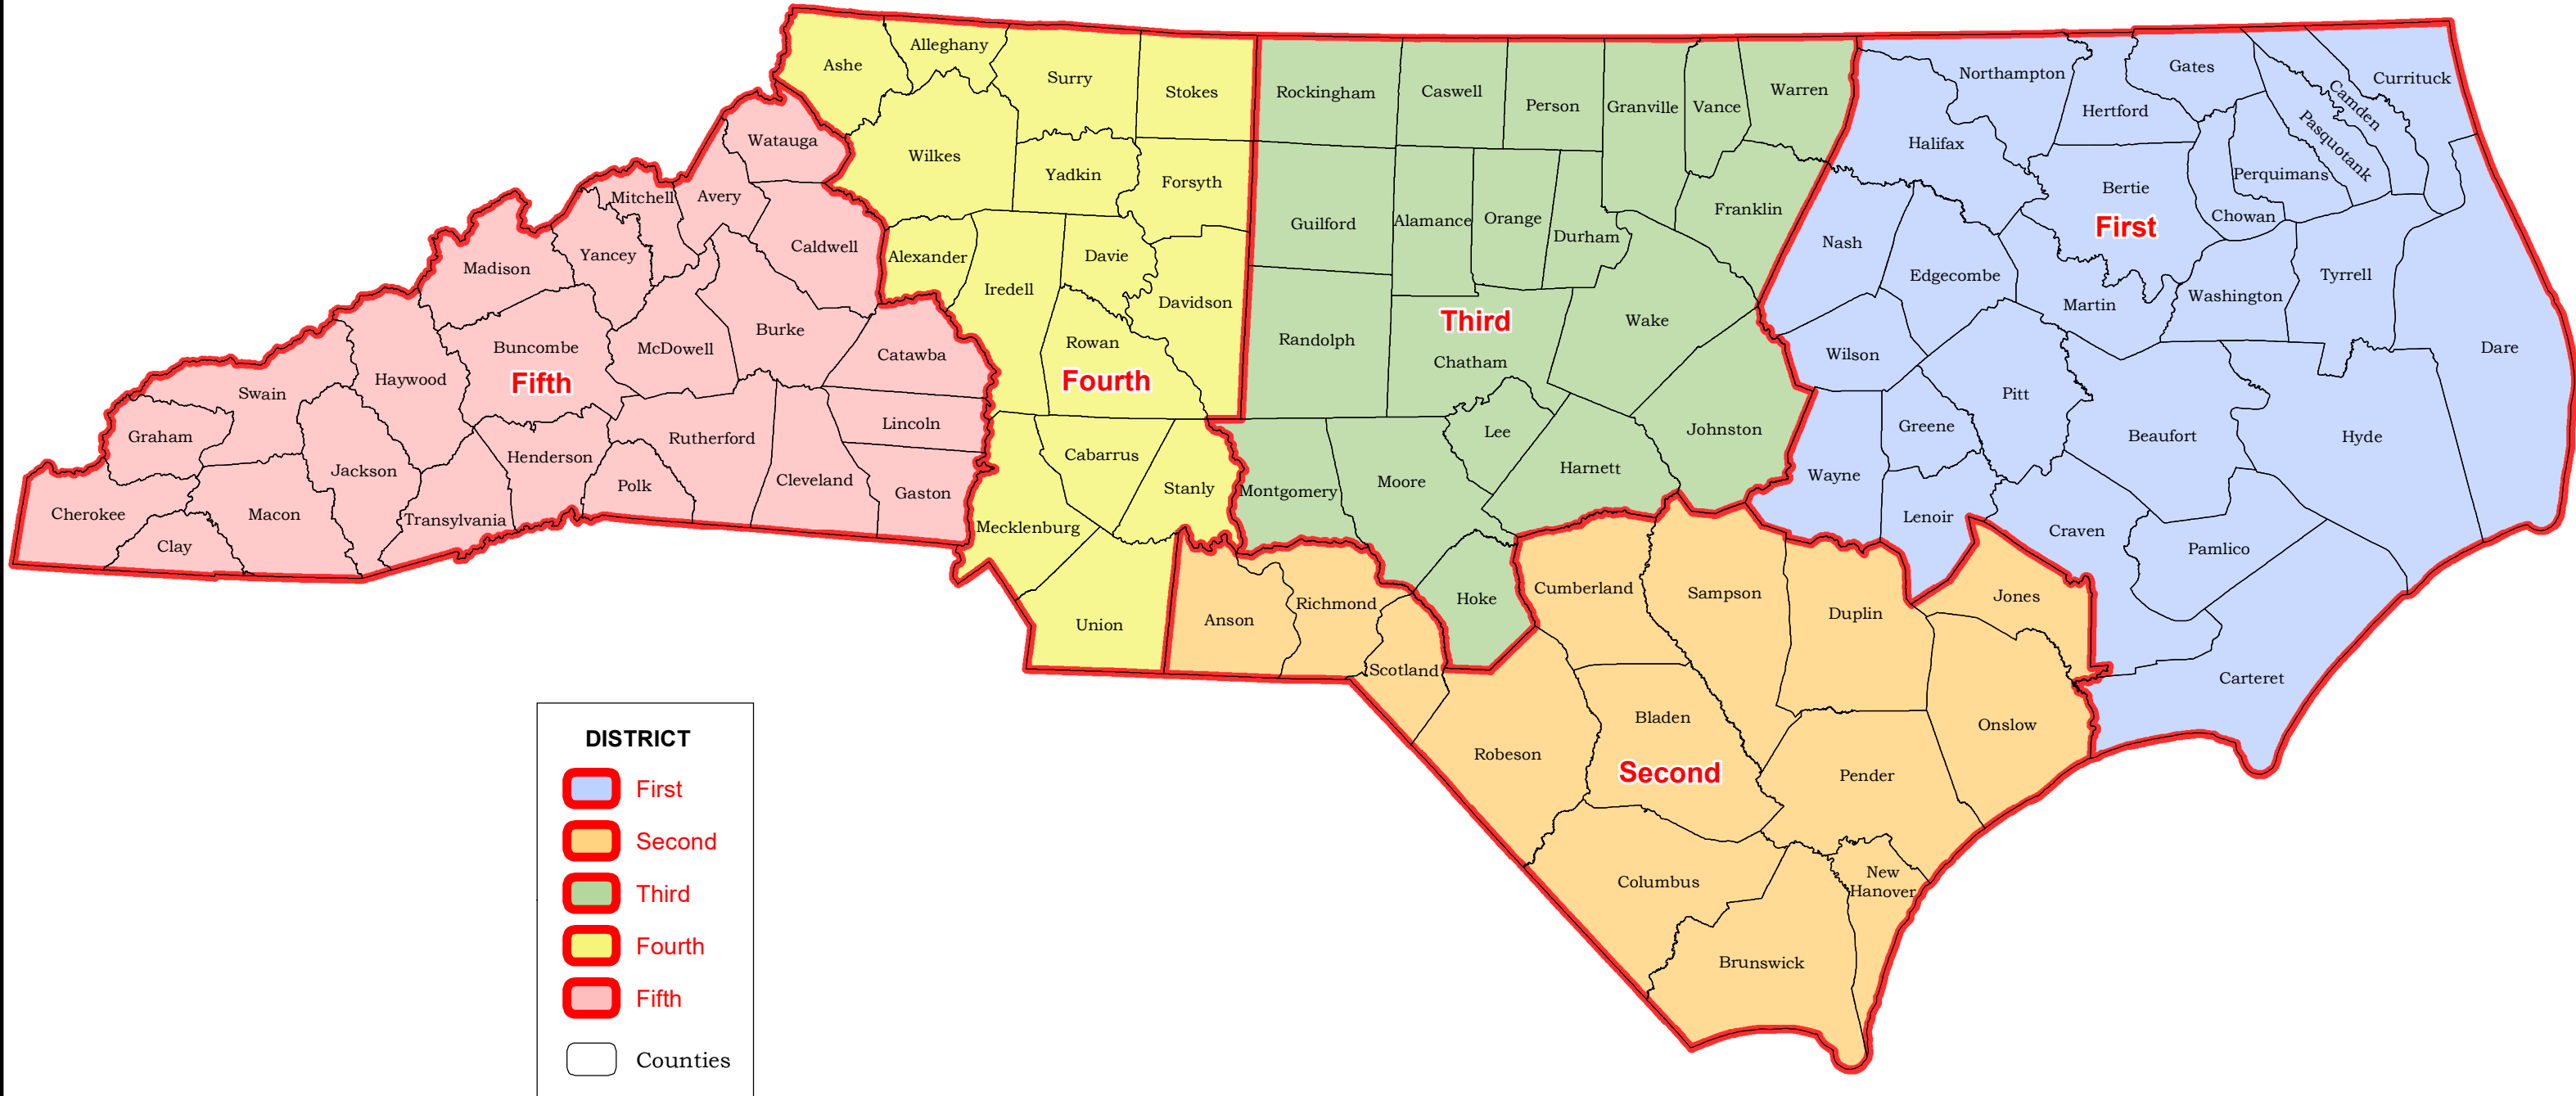 Ashe
Alleghany
Surry
Stokes
Rockingham
Caswell
Person
Granville
Vance
Warren
Northampton
Gates
Currituck
Camden
Pasquotank
Hertford
Halifax
Watauga
Wilkes
Yadkin
Forsyth
Bertie
Perquimans
Chowan
Mitchell
Avery
Guilford
Alamance
Orange
Durham
Franklin
First
Nash
Edgecombe
Martin
Washington
Tyrrell
Madison
Yancey
Caldwell
Alexander
Iredell
Davie
Davidson
Third
Wake
Randolph
Chatham
Wilson
Dare
Swain
Haywood
Buncombe
Fifth
McDowell
Burke
Catawba
Rowan
Fourth
Pitt
Graham
Rutherford
Lincoln
Cabarrus
Lee
Johnston
Greene
Beaufort
Hyde
Jackson
Henderson
Polk
Cleveland
Gaston
Stanly
Montgomery
Moore
Harnett
Wayne
Cherokee
Clay
Macon
Transylvania
Mecklenburg
Lenoir
Craven
Pamlico
Union
Anson
Richmond
Scotland
Hoke
Cumberland
Sampson
Duplin
Jones
Carteret
Robeson
Bladen
Second
Pender
Onslow
Columbus
New
Hanover
Brunswick
DISTRICT
First
Second
Third
Fourth
Fifth
Counties